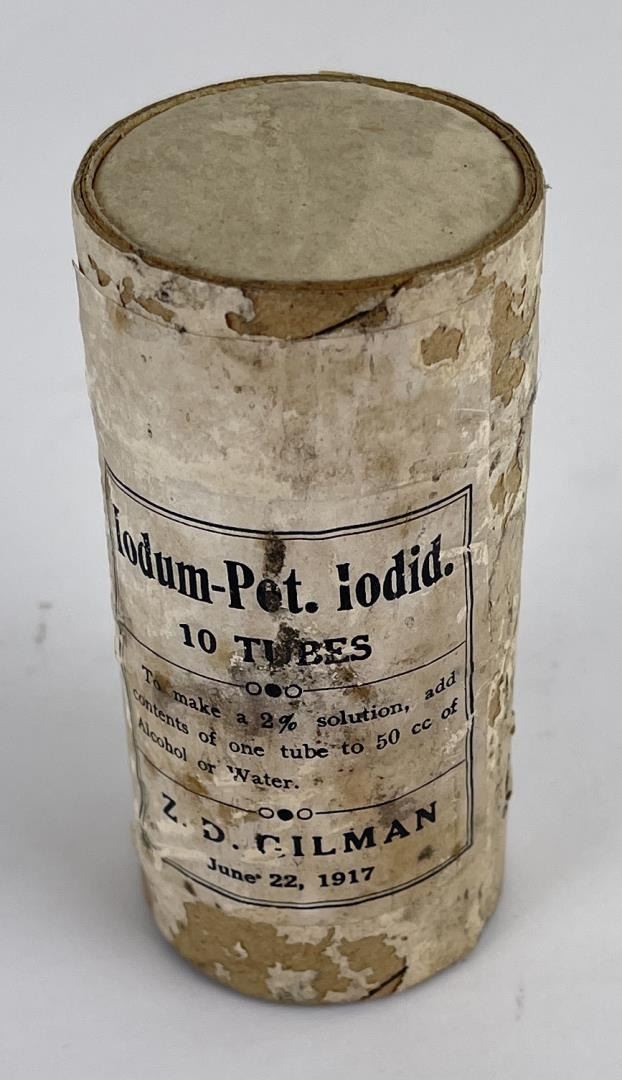 Iodum-Pot. Iodid.
10 TUBES
To make a 2% solution, add
contents of one tube to 50 cc of
Alcohol or Water.
Z. D. GILMAN
June 22, 1917